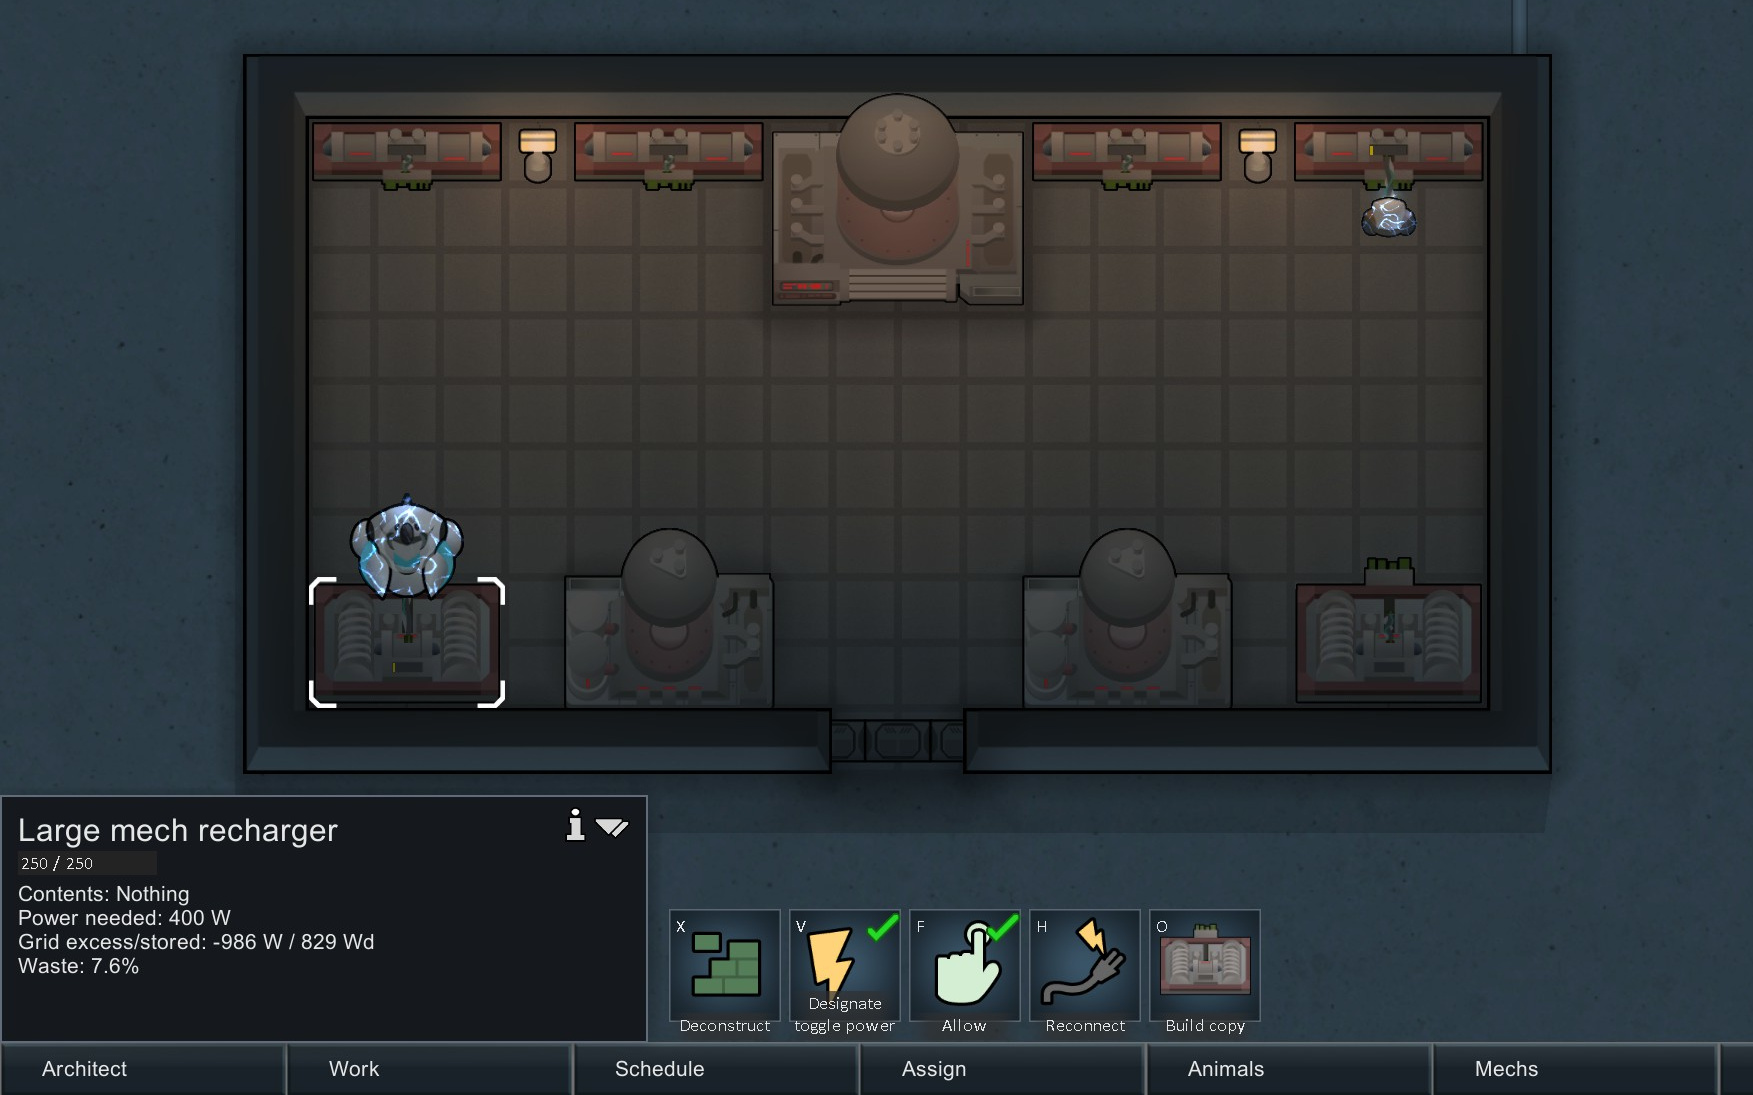 Large mech recharger
250 / 250
Contents: Nothing
Power needed: 400 W
Grid excess/stored: -986 W / 829 Wd
Waste: 7.6%
X
Deconstruct
V
Designate
toggle power
F
Allow
H
Reconnect
O
Build copy
Architect
Work
Schedule
Assign
Animals
Mechs